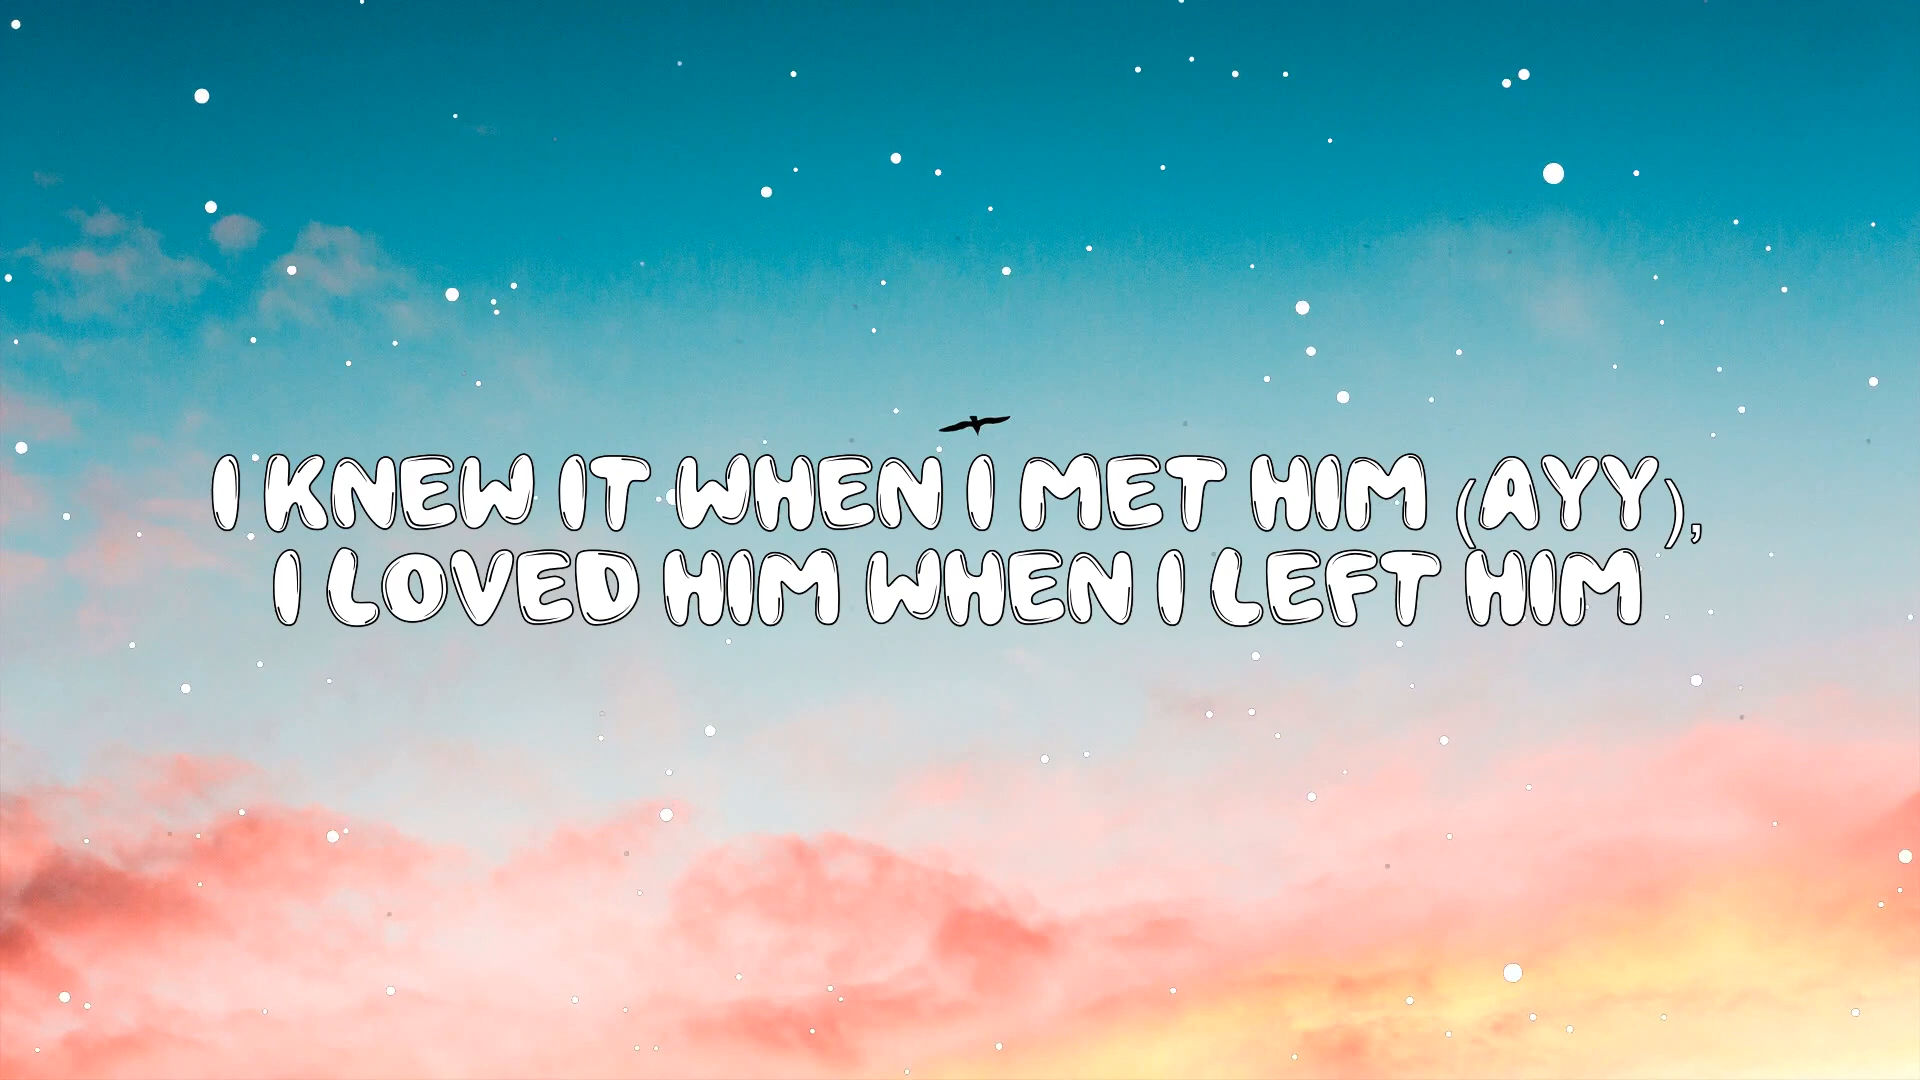 I KNEW IT WHEN I MET HIM (AYY),
I LOVED HIM WHEN I LEFT HIM